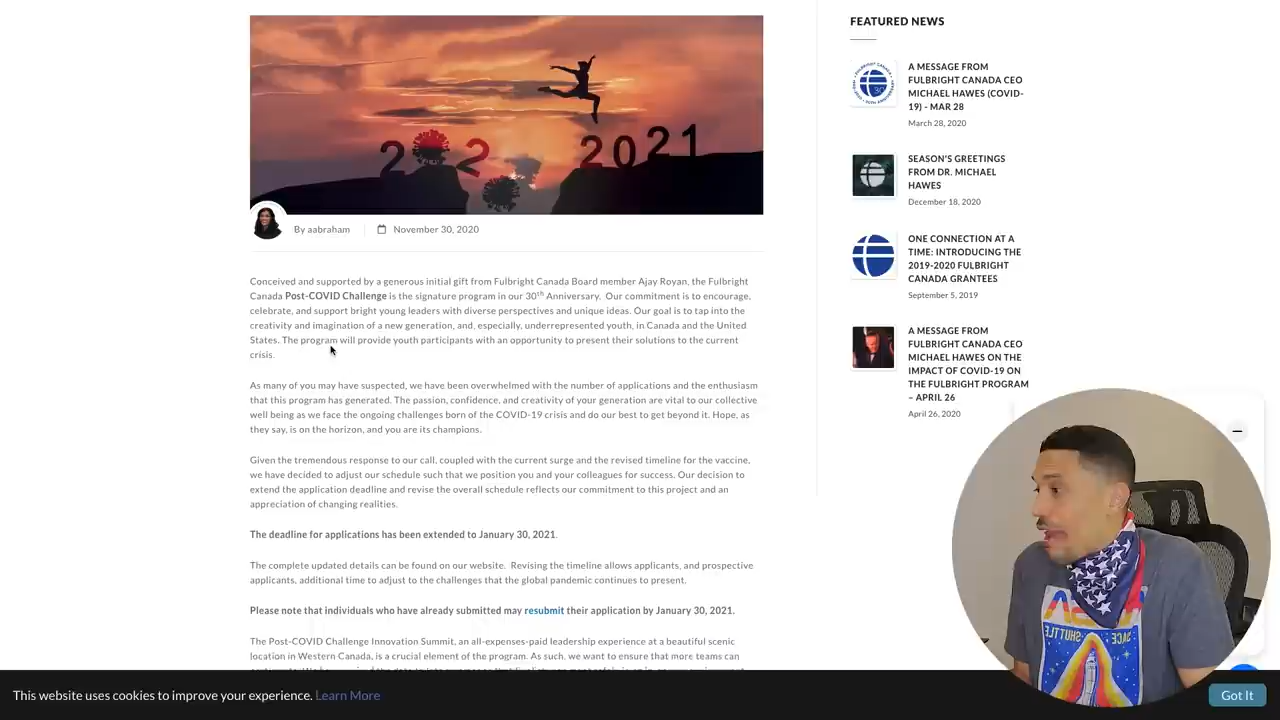 2 2
2021
By aabraham
November 30, 2020
Conceived and supported by a generous initial gift from Fulbright Canada Board member Ajay Royan, the Fulbright
Canada Post-COVID Challenge is the signature program in our 30th Anniversary. Our commitment is to encourage,
celebrate, and support bright young leaders with diverse perspectives and unique ideas. Our goal is to tap into the
creativity and imagination of a new generation, and, especially, underrepresented youth, in Canada and the United
States. The program will provide youth participants with an opportunity to present their solutions to the current
crisis.
As many of you may have suspected, we have been overwhelmed with the number of applications and the enthusiasm
that this program has generated. The passion, confidence, and creativity of your generation are vital to our collective
well being as we face the ongoing challenges born of the COVID-19 crisis and do our best to get beyond it. Hope, as
they say, is on the horizon, and you are its champions.
Given the tremendous response to our call, coupled with the current surge and the revised timeline for the vaccine,
we have decided to adjust our schedule such that we position you and your colleagues for success. Our decision to
extend the application deadline and revise the overall schedule reflects our commitment to this project and an
appreciation of changing realities.
The deadline for applications has been extended to January 30, 2021.
The complete updated details can be found on our website. Revising the timeline allows applicants, and prospective
applicants, additional time to adjust to the challenges that the global pandemic continues to present.
Please note that individuals who have already submitted may resubmit their application by January 30, 2021.
The Post-COVID Challenge Innovation Summit, an all-expenses-paid leadership experience at a beautiful scenic
location in Western Canada, is a crucial element of the program. As such, we want to ensure that more teams can
FEATURED NEWS
A MESSAGE FROM
FULBRIGHT CANADA CEO
MICHAEL HAWES (COVID-
19) - MAR 28
March 28, 2020
SEASON'S GREETINGS
FROM DR. MICHAEL
HAWES
December 18, 2020
ONE CONNECTION AT A
TIME: INTRODUCING THE
2019-2020 FULBRIGHT
CANADA GRANTEES
September 5, 2019
A MESSAGE FROM
FULBRIGHT CANADA CEO
MICHAEL HAWES ON THE
IMPACT OF COVID-19 ON
THE FULBRIGHT PROGRAM
– APRIL 26
April 26, 2020
This website uses cookies to improve your experience. Learn More
Got It